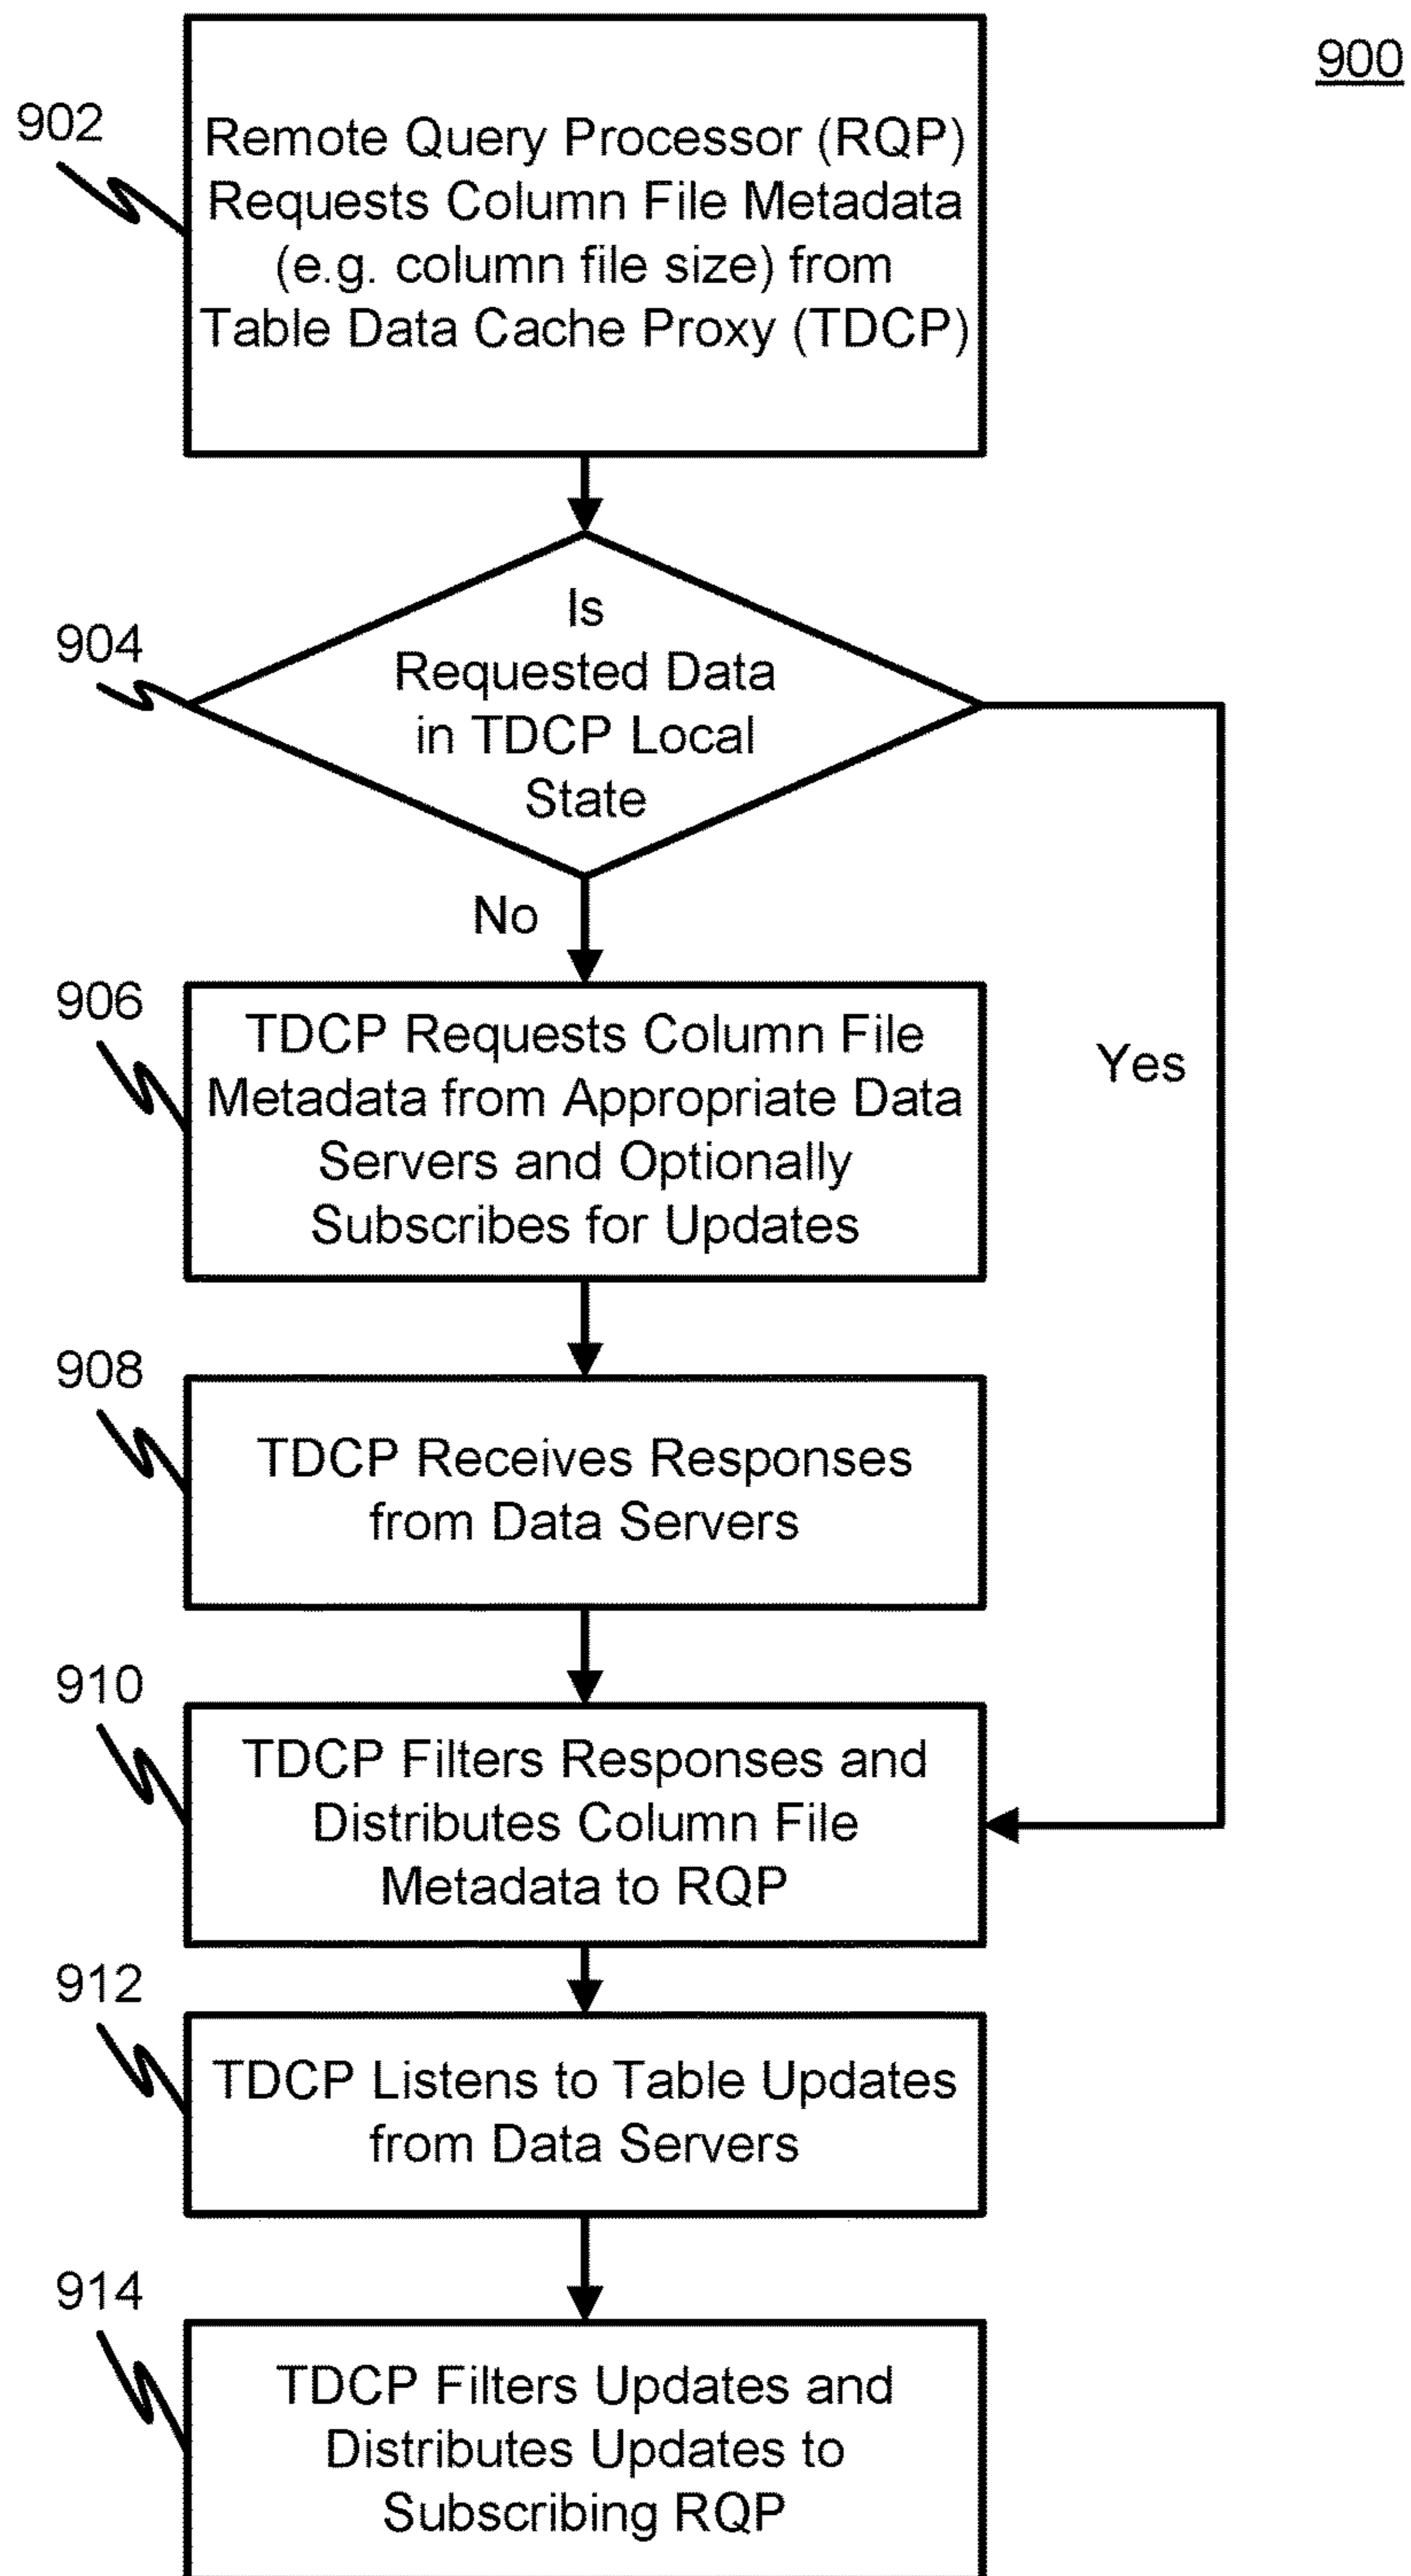 900
902
Remote Query Processor (RQP)
Requests Column File Metadata
(e.g. column file size) from
Table Data Cache Proxy (TDCP)
904
Is
Requested Data
in TDCP Local
State
No
Yes
906
TDCP Requests Column File
Metadata from Appropriate Data
Servers and Optionally
Subscribes for Updates
908
TDCP Receives Responses
from Data Servers
910
TDCP Filters Responses and
Distributes Column File
Metadata to RQP
912
TDCP Listens to Table Updates
from Data Servers
914
TDCP Filters Updates and
Distributes Updates to
Subscribing RQP